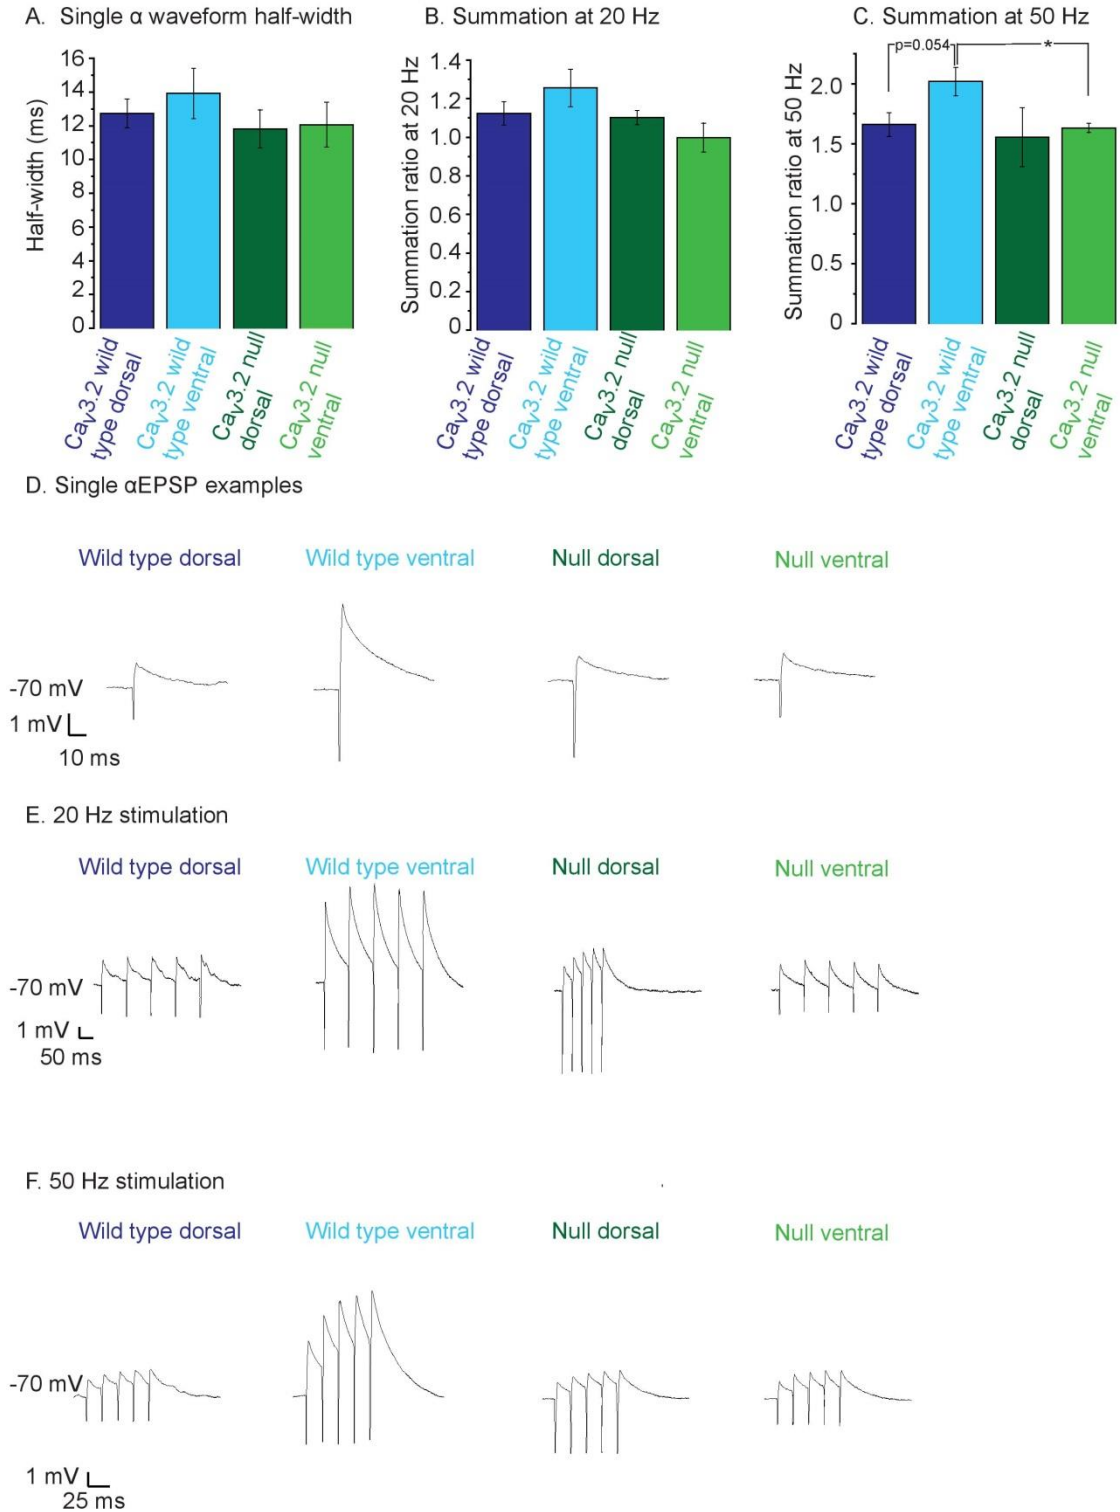 A. Single α waveform half-width
16
14
12
10
8
6
4
2
0
Half-width (ms)
Cav3.2 wild
type dorsal
Cav3.2 wild
type ventral
Cav3.2 null
dorsal
Cav3.2 null
ventral
B. Summation at 20 Hz
1.4
1.2
1.0
0.8
0.6
0.4
1.2
0
Summation ratio at 20 Hz
Cav3.2 wild
type dorsal
Cav3.2 wild
type ventral
Cav3.2 null
dorsal
Cav3.2 null
ventral
C. Summation at 50 Hz
p=0.054
*
2.0
1.5
1.0
0.5
0
Summation ratio at 50 Hz
Cav3.2 wild
type dorsal
Cav3.2 wild
type ventral
Cav3.2 null
dorsal
Cav3.2 null
ventral
D. Single αEPSP examples
Wild type dorsal
Wild type ventral
Null dorsal
Null ventral
-70 mV
1 mV
10 ms
E. 20 Hz stimulation
Wild type dorsal
Wild type ventral
Null dorsal
Null ventral
-70 mV
1 mV
50 ms
F. 50 Hz stimulation
Wild type dorsal
Wild type ventral
Null dorsal
Null ventral
-70 mV
1 mV
25 ms